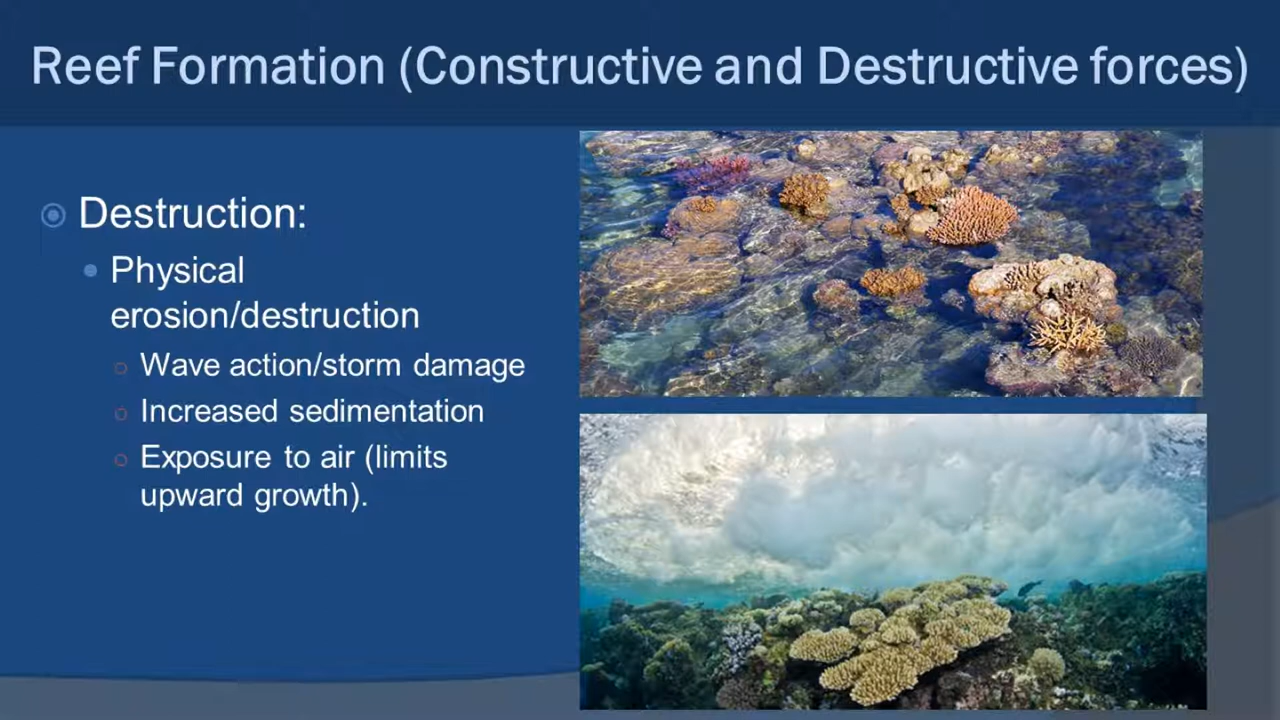 Reef Formation (Constructive and Destructive forces)
Destruction:
Physical
erosion/destruction
Wave action/storm damage
Increased sedimentation
Exposure to air (limits
upward growth).